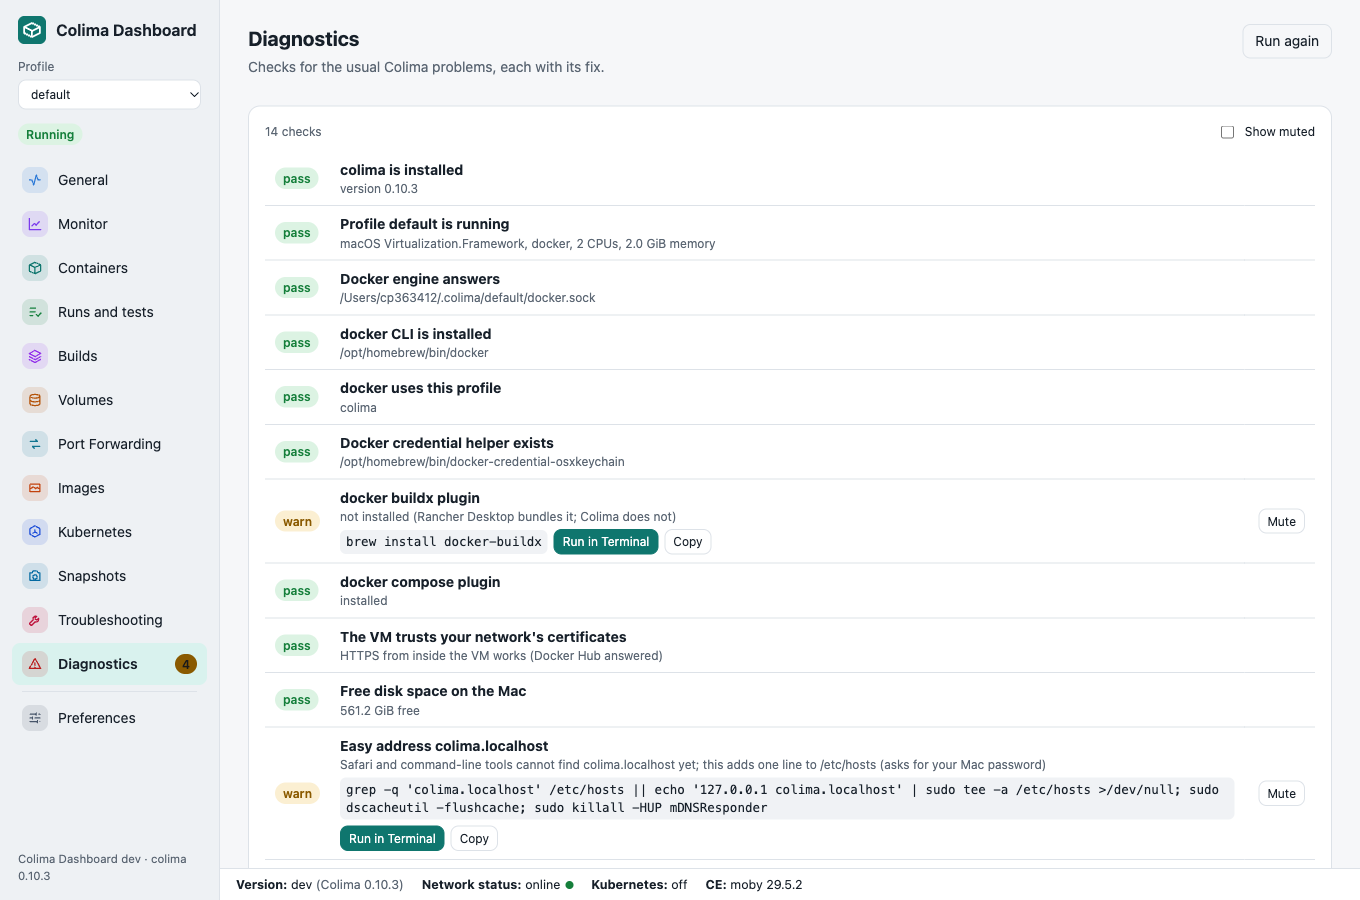 Colima Dashboard
Profile
default
Running
General
Monitor
Containers
Runs and tests
Builds
Volumes
Port Forwarding
Images
Kubernetes
Snapshots
Troubleshooting
Diagnostics 4
Preferences
Colima Dashboard dev · colima
0.10.3
Diagnostics
Checks for the usual Colima problems, each with its fix.
Run again
14 checks
Show muted
pass
colima is installed
version 0.10.3
pass
Profile default is running
macOS Virtualization.Framework, docker, 2 CPUs, 2.0 GiB memory
pass
Docker engine answers
/Users/cp363412/.colima/default/docker.sock
pass
docker CLI is installed
/opt/homebrew/bin/docker
pass
docker uses this profile
colima
pass
Docker credential helper exists
/opt/homebrew/bin/docker-credential-osxkeychain
warn
docker buildx plugin
not installed (Rancher Desktop bundles it; Colima does not)
brew install docker-buildx Run in Terminal Copy
Mute
pass
docker compose plugin
installed
pass
The VM trusts your network's certificates
HTTPS from inside the VM works (Docker Hub answered)
pass
Free disk space on the Mac
561.2 GiB free
warn
Easy address colima.localhost
Safari and command-line tools cannot find colima.localhost yet; this adds one line to /etc/hosts (asks for your Mac password)
grep -q 'colima.localhost' /etc/hosts || echo '127.0.0.1 colima.localhost' | sudo tee -a /etc/hosts >/dev/null; sudo
dscacheutil -flushcache; sudo killall -HUP mDNSResponder
Run in Terminal Copy
Mute
Version: dev (Colima 0.10.3) Network status: online Kubernetes: off CE: moby 29.5.2